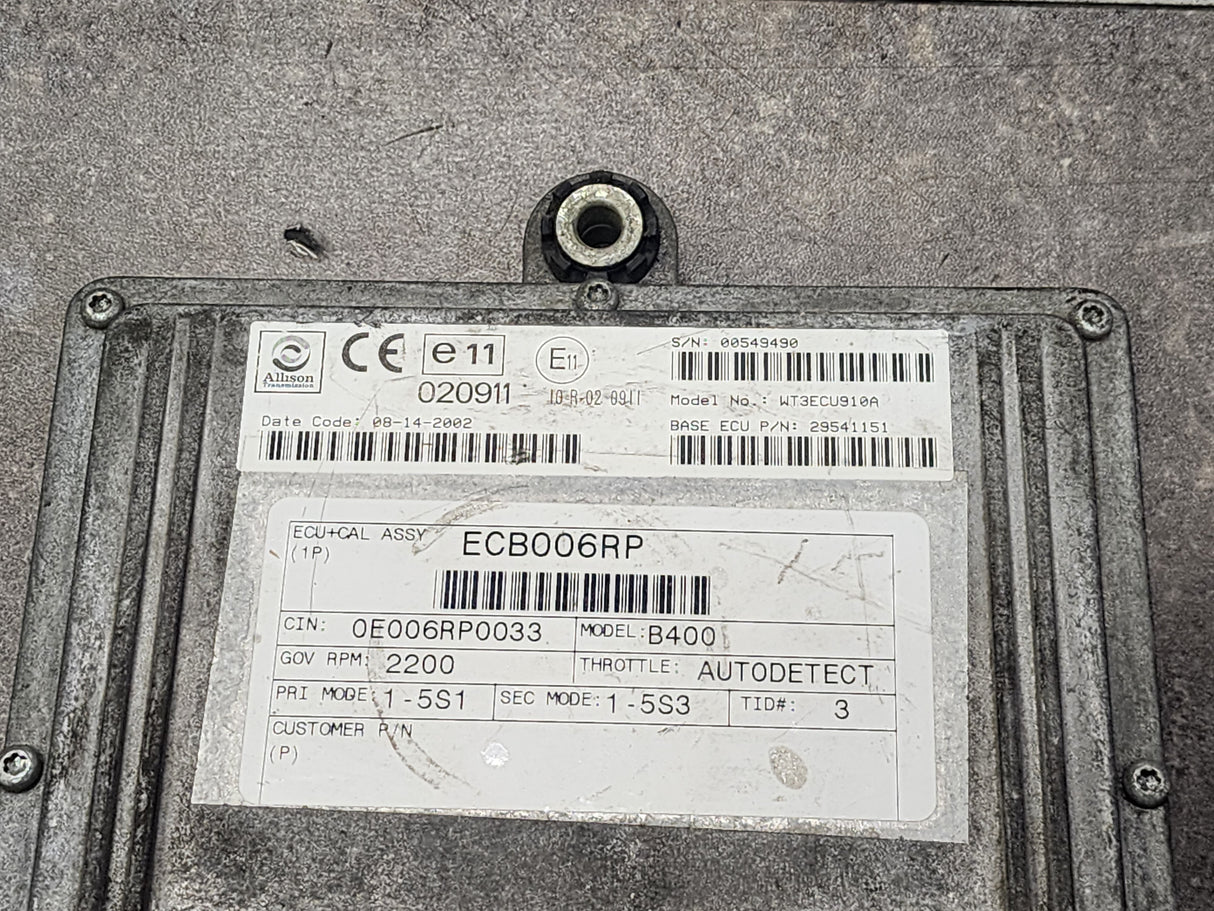 Allison
Transmission
CE
e 11
020911
E11
10 R-02 0911
S/N: 00549490
Model No.: WT3ECU910A
Date Code: 08-14-2002
BASE ECU P/N: 29541151
ECU+CAL ASSY ECB006RP
(1P)
CIN: 0E006RP0033 MODEL: B400
GOV RPM: 2200 THROTTLE: AUTODETECT
PRI MODE: 1-5S1 SEC MODE: 1-5S3 TID#: 3
CUSTOMER P/N
(P)